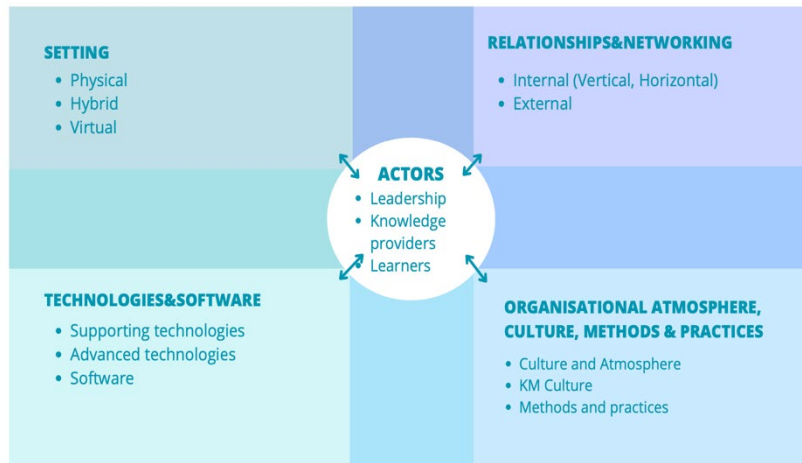 SETTING
• Physical
• Hybrid
• Virtual
RELATIONSHIPS&NETWORKING
• Internal (Vertical, Horizontal)
• External
ACTORS
• Leadership
• Knowledge
providers
• Learners
TECHNOLOGIES&SOFTWARE
• Supporting technologies
• Advanced technologies
• Software
ORGANISATIONAL ATMOSPHERE,
CULTURE, METHODS & PRACTICES
• Culture and Atmosphere
• KM Culture
• Methods and practices